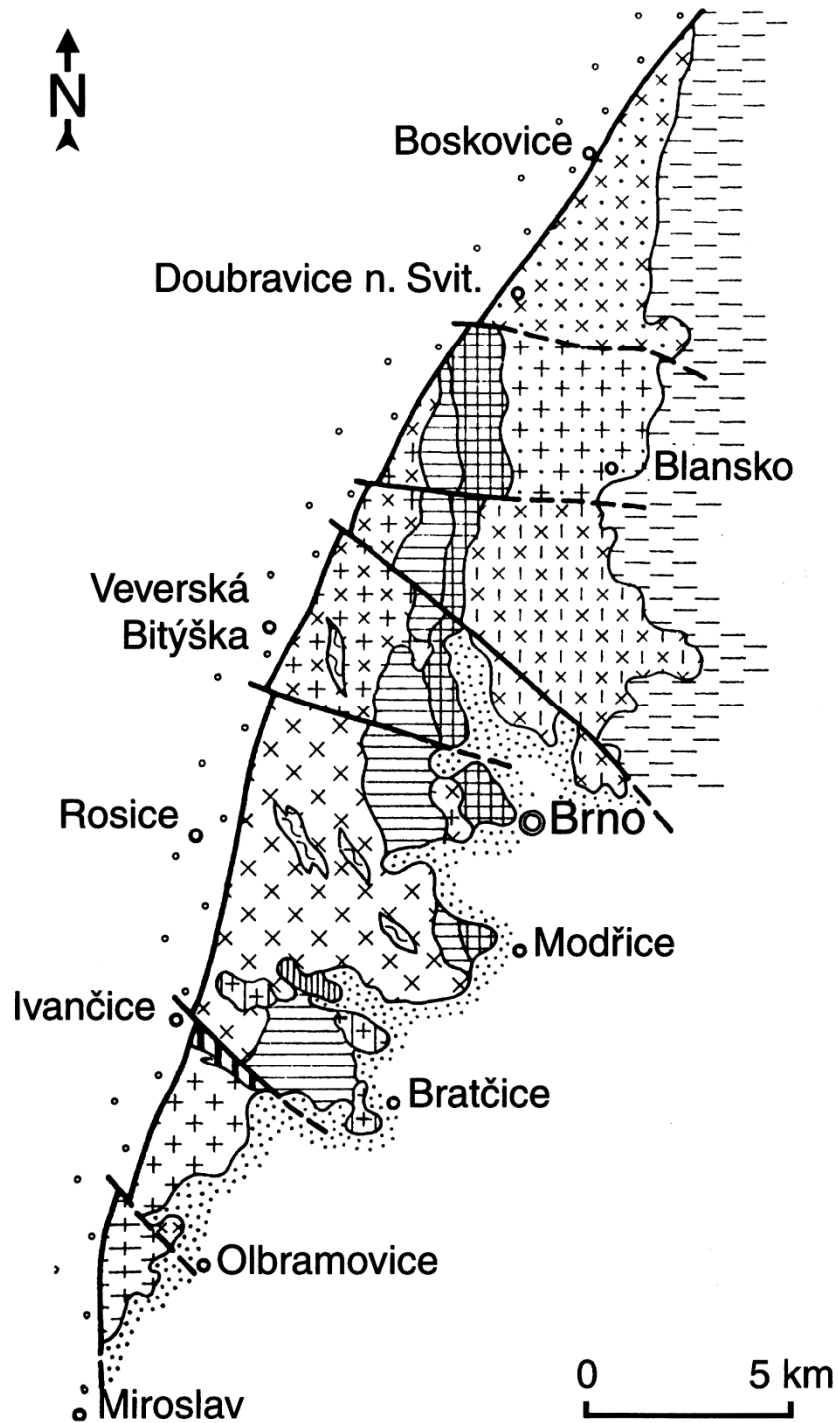 N
Boskovice
Doubravice n. Svit.
Blansko
Veverská
Bitýška
Rosice
Brno
Modřice
Ivančice
Bratčice
Olbramovice
0 5 km
Miroslav